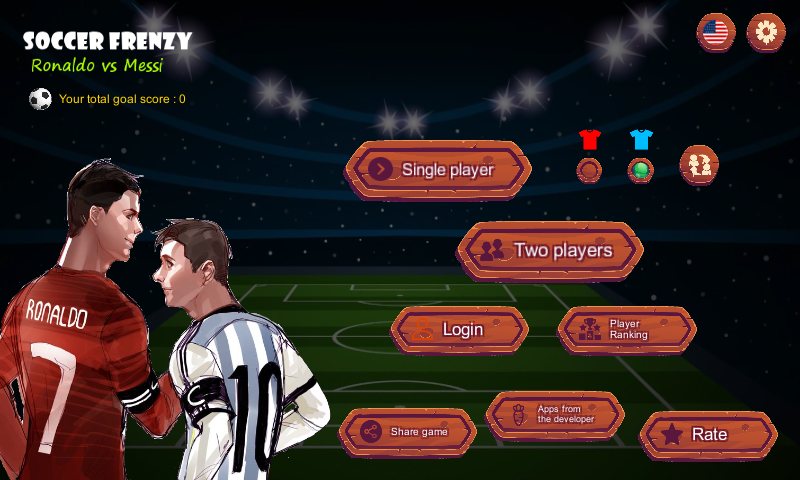 SOCCER FRENZY
Ronaldo vs Messi
Your total goal score : 0
Single player
Two players
RONALDO
7
10
Login
Player
Ranking
Share game
Apps from
the developer
Rate